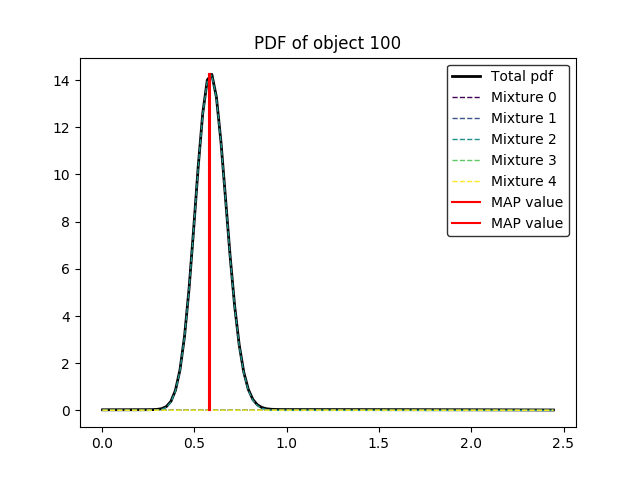 PDF of object 100
Total pdf
Mixture 0
Mixture 1
Mixture 2
Mixture 3
Mixture 4
MAP value
MAP value
14
12
10
8
6
4
2
0
0.0 0.5 1.0 1.5 2.0 2.5